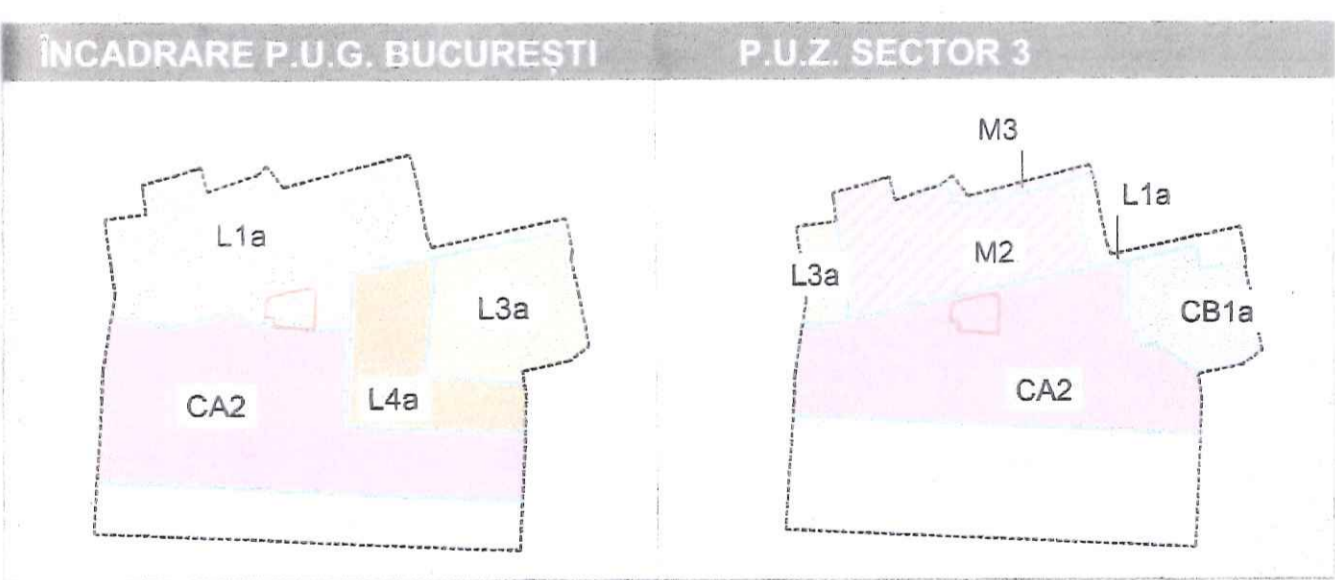 ÎNCADRARE P.U.G. BUCUREȘTI
L1a
L3a
CA2
L4a
P.U.Z. SECTOR 3
M3
L1a
M2
L3a
CB1a
CA2